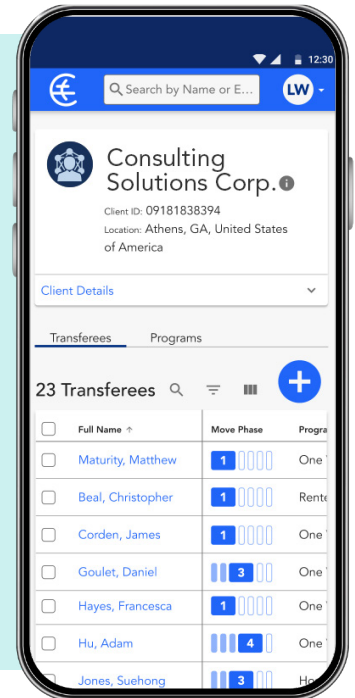 12:30
Search by Name or E...
LW
Consulting
Solutions Corp.
Client ID: 09181838394
Location: Athens, GA, United States
of America
Client Details
Transferees Programs
23 Transferees
+
Full Name ↑ Move Phase Progra
Maturity, Matthew 1 One
Beal, Christopher 1 Rente
Corden, James 1 One
Goulet, Daniel 3 One
Hayes, Francesca 1 One
Hu, Adam 4 One
Jones, Suehong 3 Ho